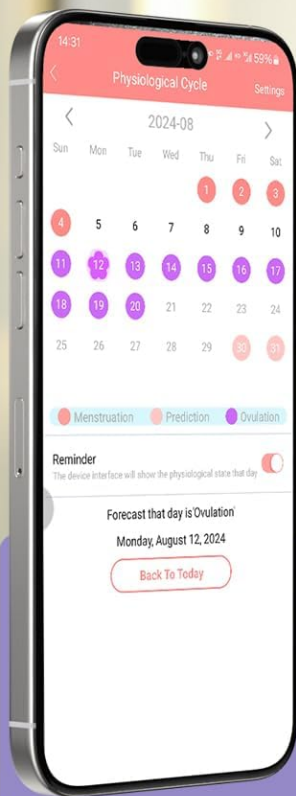 14:31 59%
Physiological Cycle Settings
2024-08
Sun Mon Tue Wed Thu Fri Sat
1 2 3
4 5 6 7 8 9 10
11 12 13 14 15 16 17
18 19 20 21 22 23 24
25 26 27 28 29 30 31
Menstruation Prediction Ovulation
Reminder
The device interface will show the physiological state that day
Forecast that day is'Ovulation'
Monday, August 12, 2024
Back To Today